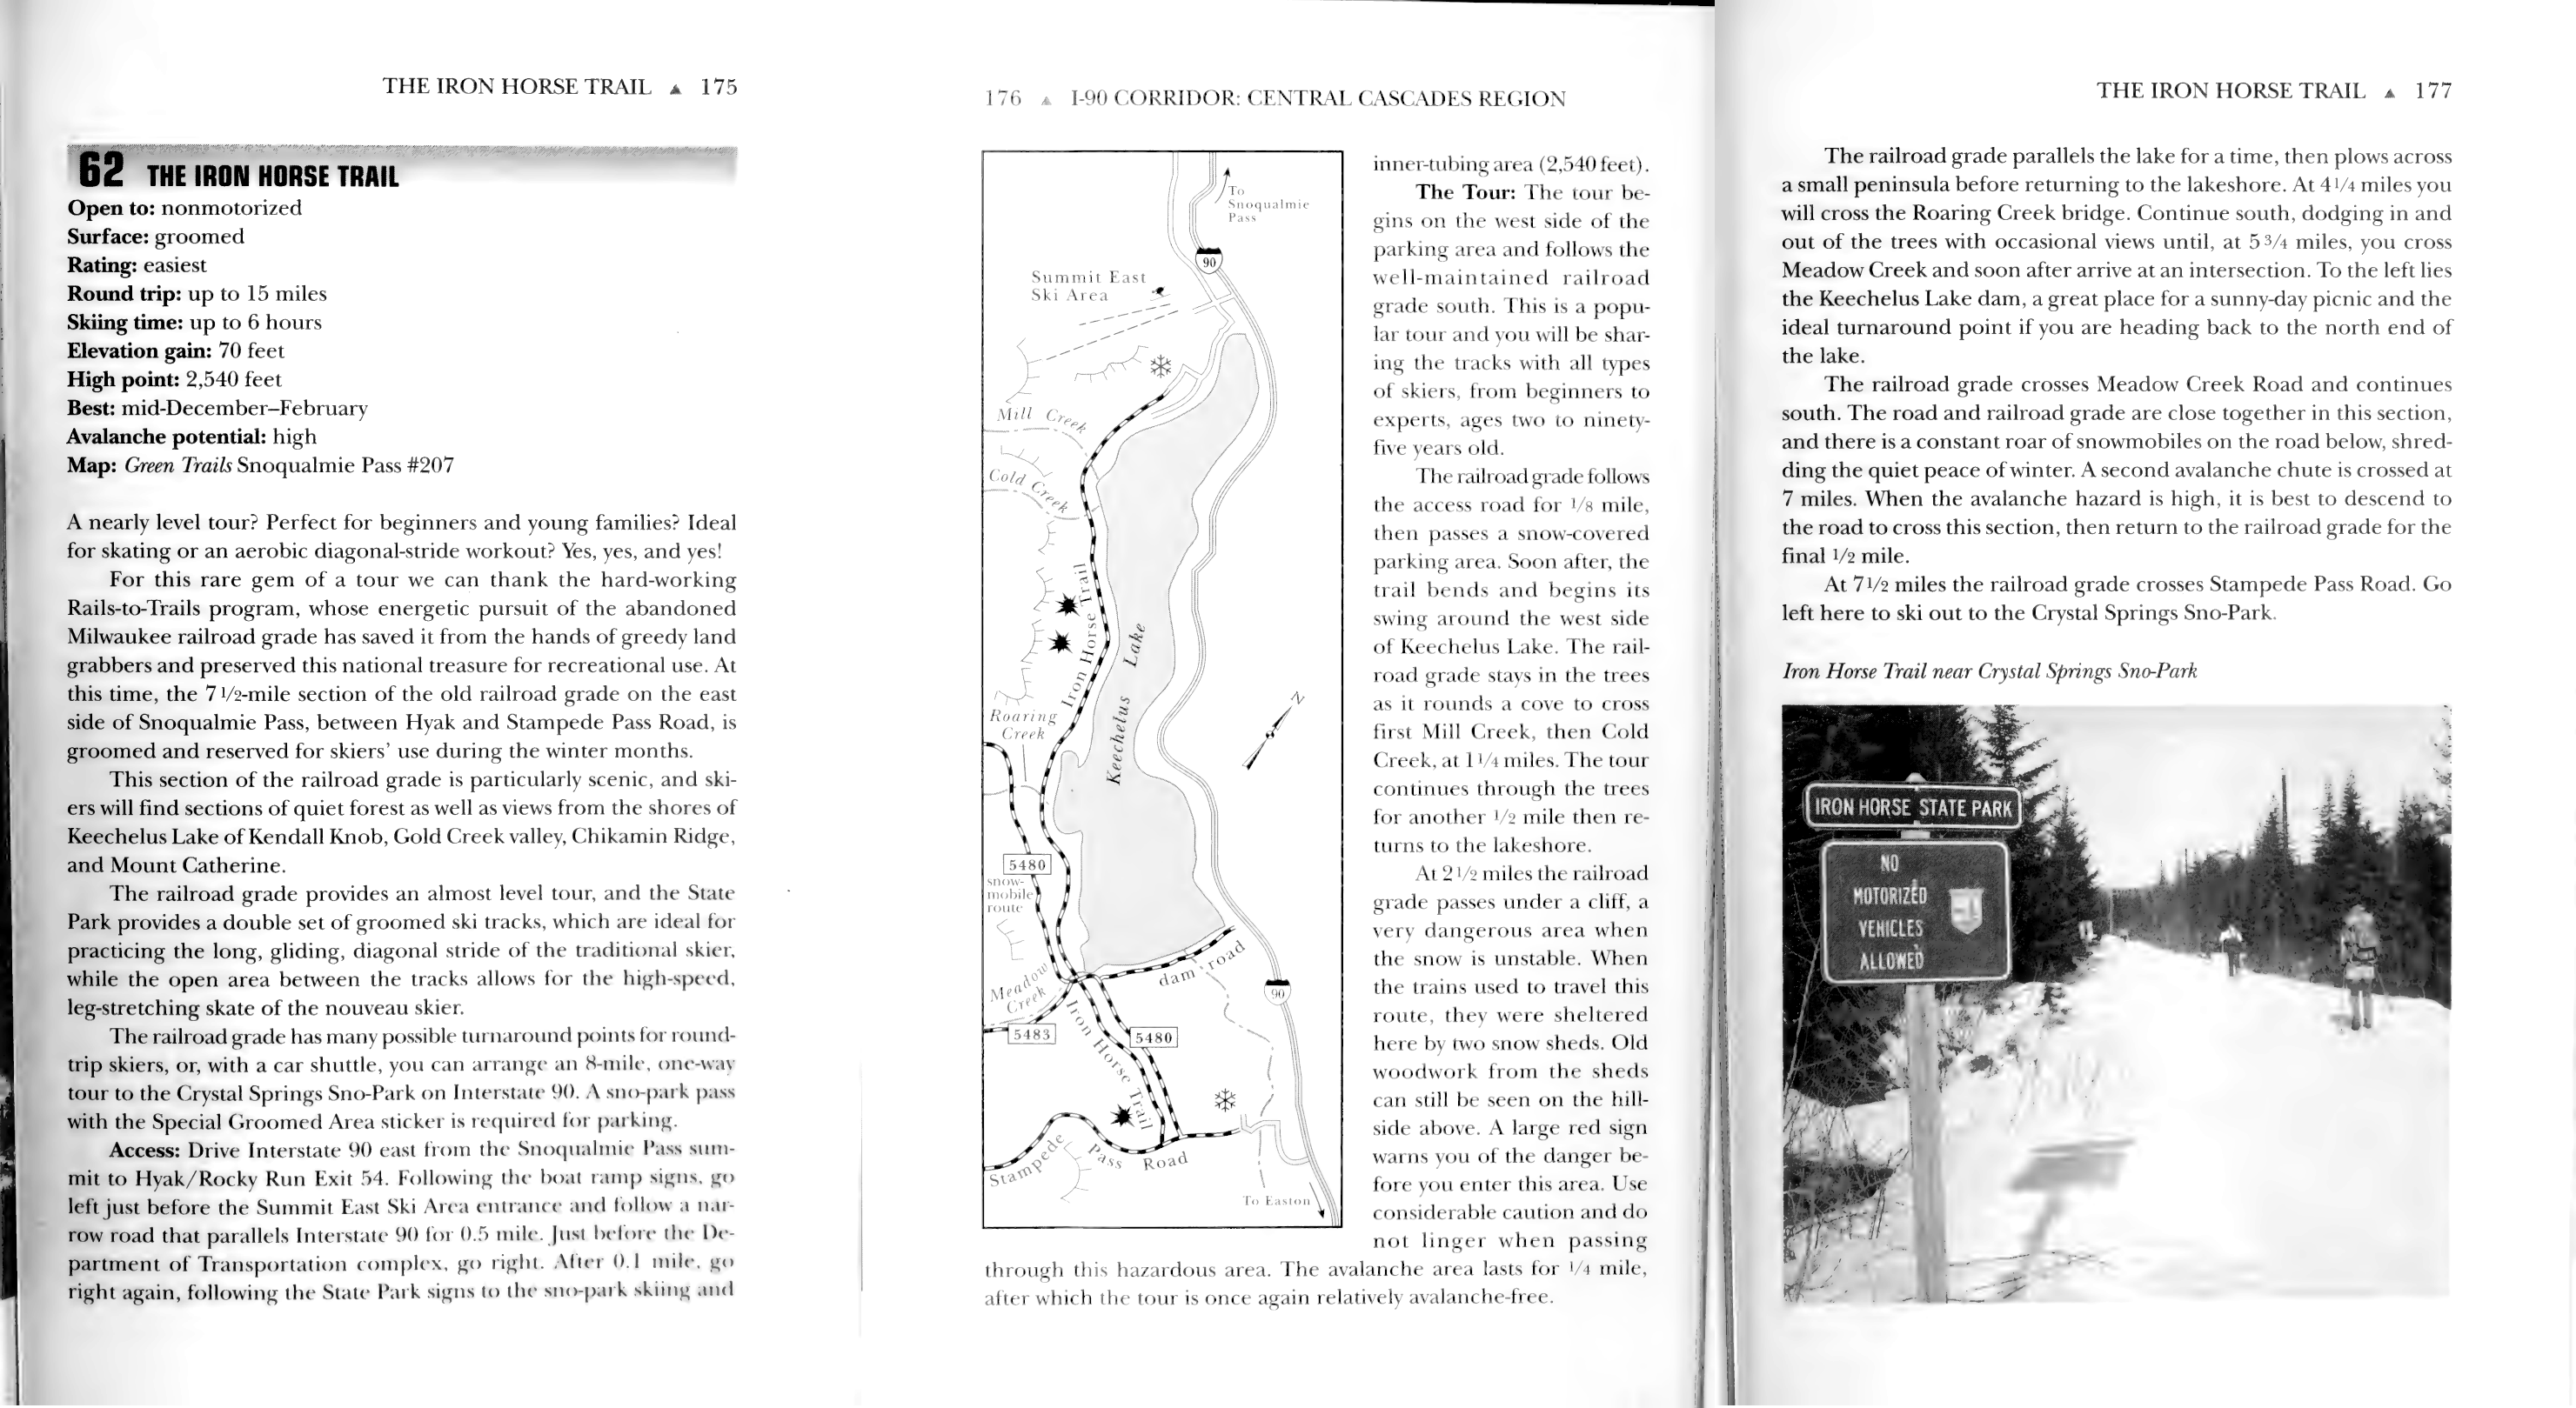 THE IRON HORSE TRAIL ▲ 175
62 THE IRON HORSE TRAIL
Open to: nonmotorized
Surface: groomed
Rating: easiest
Round trip: up to 15 miles
Skiing time: up to 6 hours
Elevation gain: 70 feet
High point: 2,540 feet
Best: mid-December–February
Avalanche potential: high
Map: Green Trails Snoqualmie Pass #207
A nearly level tour? Perfect for beginners and young families? Ideal
for skating or an aerobic diagonal-stride workout? Yes, yes, and yes!
For this rare gem of a tour we can thank the hard-working
Rails-to-Trails program, whose energetic pursuit of the abandoned
Milwaukee railroad grade has saved it from the hands of greedy land
grabbers and preserved this national treasure for recreational use. At
this time, the 7 1/2-mile section of the old railroad grade on the east
side of Snoqualmie Pass, between Hyak and Stampede Pass Road, is
groomed and reserved for skiers' use during the winter months.
This section of the railroad grade is particularly scenic, and ski-
ers will find sections of quiet forest as well as views from the shores of
Keechelus Lake of Kendall Knob, Gold Creek valley, Chikamin Ridge,
and Mount Catherine.
The railroad grade provides an almost level tour, and the State
Park provides a double set of groomed ski tracks, which are ideal for
practicing the long, gliding, diagonal stride of the traditional skier,
while the open area between the tracks allows for the high-speed,
leg-stretching skate of the nouveau skier.
The railroad grade has many possible turnaround points for round-
trip skiers, or, with a car shuttle, you can arrange an 8-mile, one-way
tour to the Crystal Springs Sno-Park on Interstate 90. A sno-park pass
with the Special Groomed Area sticker is required for parking.
Access: Drive Interstate 90 east from the Snoqualmie Pass sum-
mit to Hyak/Rocky Run Exit 54. Following the boat ramp signs, go
left just before the Summit East Ski Area entrance and follow a nar-
row road that parallels Interstate 90 for 0.5 mile. Just before the De-
partment of Transportation complex, go right. After 0.1 mile, go
right again, following the State Park signs to the sno-park skiing and
176 ▲ I-90 CORRIDOR: CENTRAL CASCADES REGION
To
Snoqualmie
Pass
90
Summit East
Ski Area
Mill Creek
Cold Creek
Iron Horse Trail
Keechelus Lake
N
Roaring
Creek
5480
snow-
mobile
route
Meadow
Creek
dam road
90
5483
5480
Iron Horse Trail
Stampede Pass Road
To Easton
inner-tubing area (2,540 feet).
The Tour: The tour be-
gins on the west side of the
parking area and follows the
well-maintained railroad
grade south. This is a popu-
lar tour and you will be shar-
ing the tracks with all types
of skiers, from beginners to
experts, ages two to ninety-
five years old.
The railroad grade follows
the access road for 1/8 mile,
then passes a snow-covered
parking area. Soon after, the
trail bends and begins its
swing around the west side
of Keechelus Lake. The rail-
road grade stays in the trees
as it rounds a cove to cross
first Mill Creek, then Cold
Creek, at 1 1/4 miles. The tour
continues through the trees
for another 1/2 mile then re-
turns to the lakeshore.
At 2 1/2 miles the railroad
grade passes under a cliff, a
very dangerous area when
the snow is unstable. When
the trains used to travel this
route, they were sheltered
here by two snow sheds. Old
woodwork from the sheds
can still be seen on the hill-
side above. A large red sign
warns you of the danger be-
fore you enter this area. Use
considerable caution and do
not linger when passing
through this hazardous area. The avalanche area lasts for 1/4 mile,
after which the tour is once again relatively avalanche-free.
THE IRON HORSE TRAIL ▲ 177
The railroad grade parallels the lake for a time, then plows across
a small peninsula before returning to the lakeshore. At 4 1/4 miles you
will cross the Roaring Creek bridge. Continue south, dodging in and
out of the trees with occasional views until, at 5 3/4 miles, you cross
Meadow Creek and soon after arrive at an intersection. To the left lies
the Keechelus Lake dam, a great place for a sunny-day picnic and the
ideal turnaround point if you are heading back to the north end of
the lake.
The railroad grade crosses Meadow Creek Road and continues
south. The road and railroad grade are close together in this section,
and there is a constant roar of snowmobiles on the road below, shred-
ding the quiet peace of winter. A second avalanche chute is crossed at
7 miles. When the avalanche hazard is high, it is best to descend to
the road to cross this section, then return to the railroad grade for the
final 1/2 mile.
At 7 1/2 miles the railroad grade crosses Stampede Pass Road. Go
left here to ski out to the Crystal Springs Sno-Park.
Iron Horse Trail near Crystal Springs Sno-Park
IRON HORSE STATE PARK
NO
MOTORIZED
VEHICLES
ALLOWED